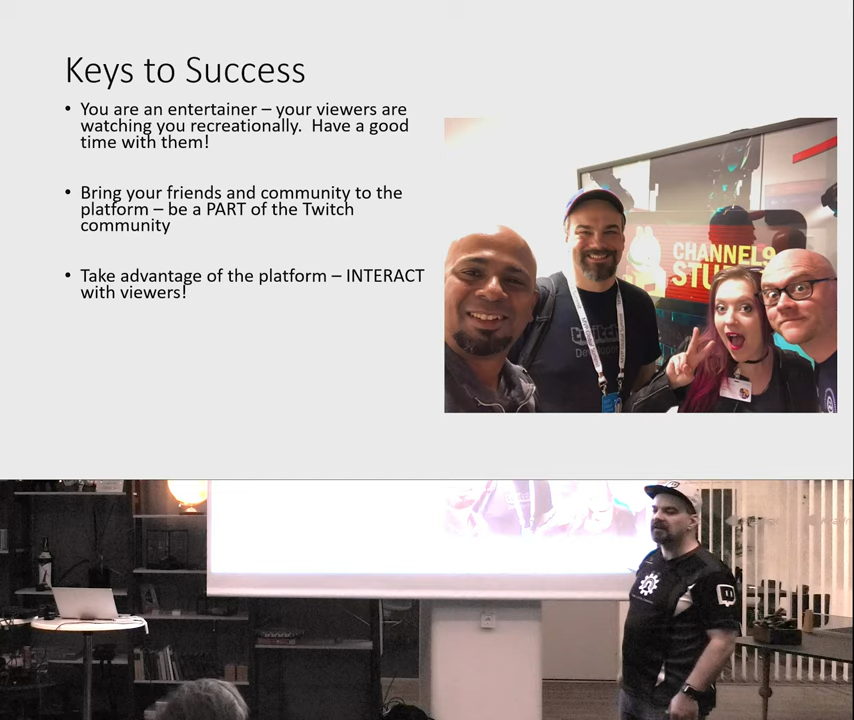 Keys to Success
• You are an entertainer – your viewers are
watching you recreationally.  Have a good
time with them!
• Bring your friends and community to the
platform – be a PART of the Twitch
community
• Take advantage of the platform – INTERACT
with viewers!
CHANNEL9
twitch